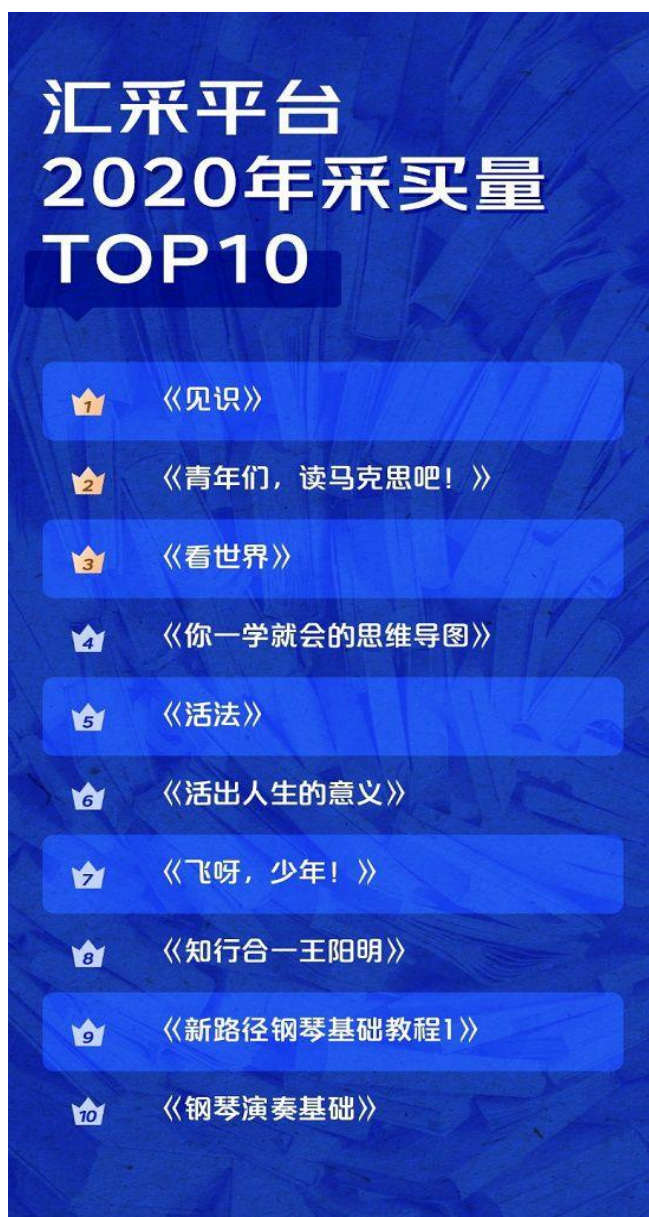 汇采平台
2020年采买量
TOP10
1 《见识》
2 《青年们，读马克思吧！》
3 《看世界》
4 《你一学就会的思维导图》
5 《活法》
6 《活出人生的意义》
7 《飞呀，少年！》
8 《知行合一王阳明》
9 《新路径钢琴基础教程1》
10 《钢琴演奏基础》